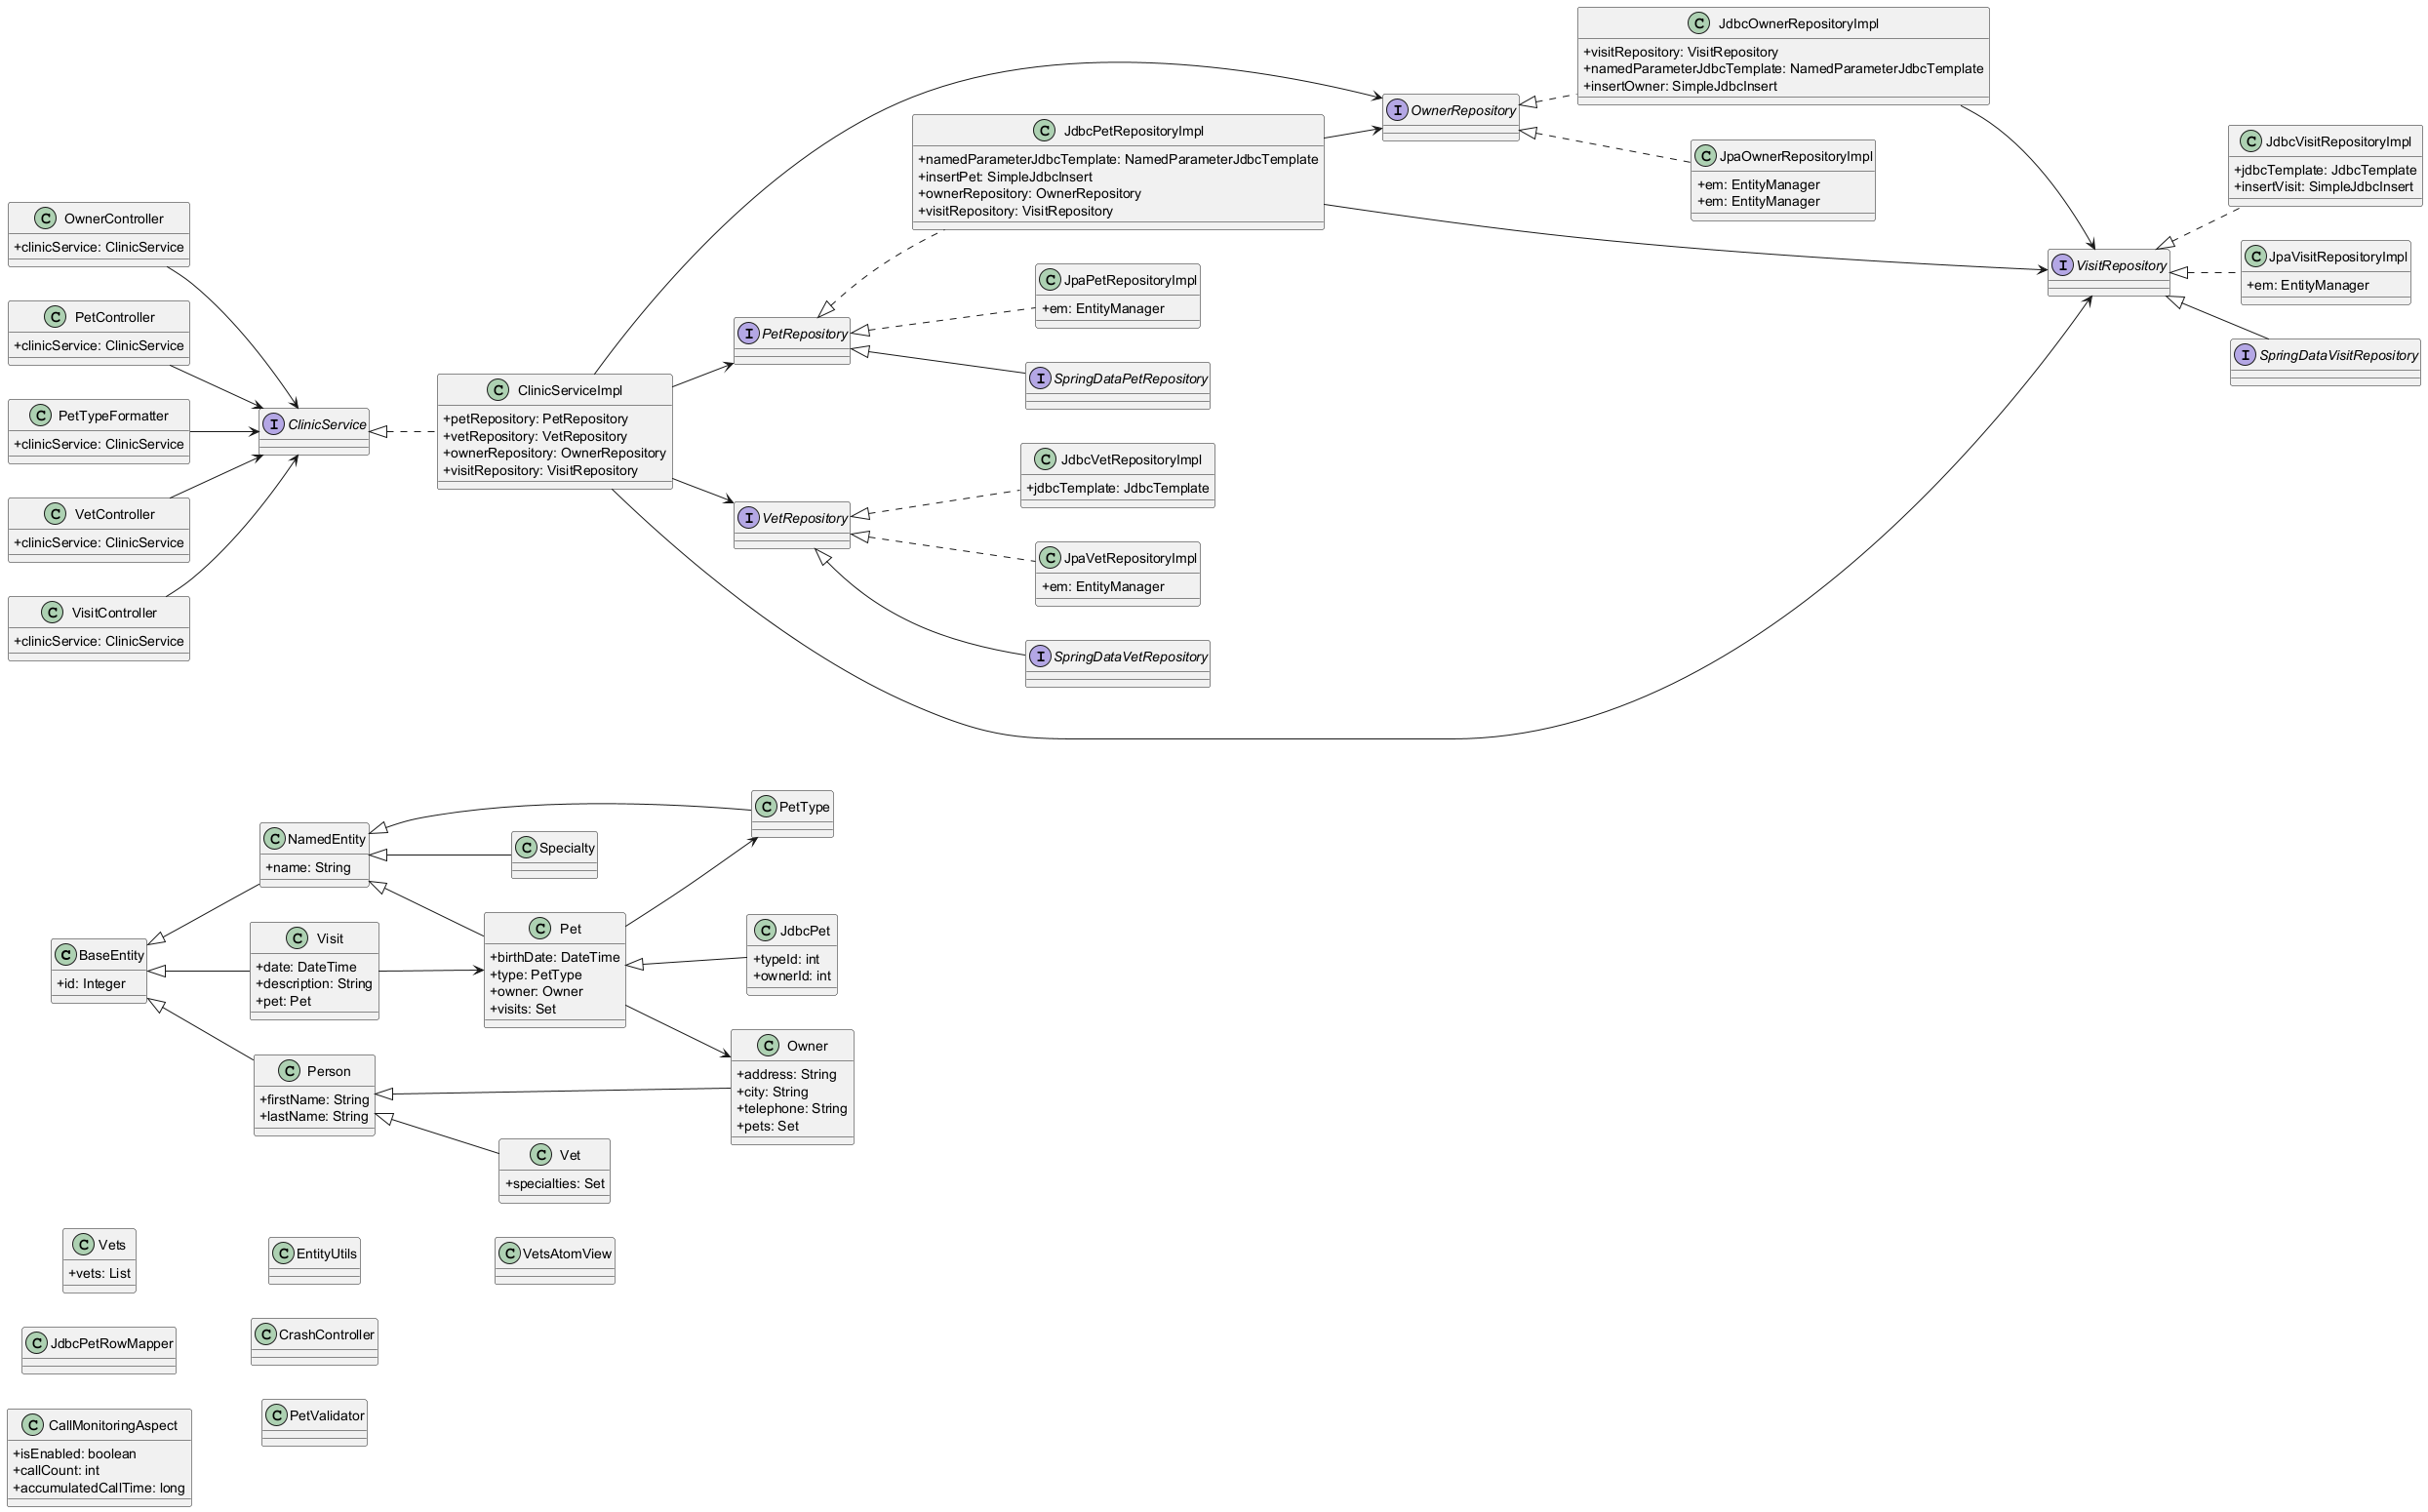 C OwnerController
+clinicService: ClinicService
C PetController
+clinicService: ClinicService
C PetTypeFormatter
+clinicService: ClinicService
C VetController
+clinicService: ClinicService
C VisitController
+clinicService: ClinicService
I ClinicService
C ClinicServiceImpl
+petRepository: PetRepository
+vetRepository: VetRepository
+ownerRepository: OwnerRepository
+visitRepository: VisitRepository
I PetRepository
I VetRepository
C JdbcPetRepositoryImpl
+namedParameterJdbcTemplate: NamedParameterJdbcTemplate
+insertPet: SimpleJdbcInsert
+ownerRepository: OwnerRepository
+visitRepository: VisitRepository
C JpaPetRepositoryImpl
+em: EntityManager
I SpringDataPetRepository
C JdbcVetRepositoryImpl
+jdbcTemplate: JdbcTemplate
C JpaVetRepositoryImpl
+em: EntityManager
I SpringDataVetRepository
I OwnerRepository
C JdbcOwnerRepositoryImpl
+visitRepository: VisitRepository
+namedParameterJdbcTemplate: NamedParameterJdbcTemplate
+insertOwner: SimpleJdbcInsert
C JpaOwnerRepositoryImpl
+em: EntityManager
+em: EntityManager
I VisitRepository
C JdbcVisitRepositoryImpl
+jdbcTemplate: JdbcTemplate
+insertVisit: SimpleJdbcInsert
C JpaVisitRepositoryImpl
+em: EntityManager
I SpringDataVisitRepository
C BaseEntity
+id: Integer
C NamedEntity
+name: String
C Visit
+date: DateTime
+description: String
+pet: Pet
C Person
+firstName: String
+lastName: String
C Specialty
C Pet
+birthDate: DateTime
+type: PetType
+owner: Owner
+visits: Set
C Vet
+specialties: Set
C PetType
C JdbcPet
+typeId: int
+ownerId: int
C Owner
+address: String
+city: String
+telephone: String
+pets: Set
C Vets
+vets: List
C EntityUtils
C VetsAtomView
C JdbcPetRowMapper
C CrashController
C CallMonitoringAspect
+isEnabled: boolean
+callCount: int
+accumulatedCallTime: long
C PetValidator